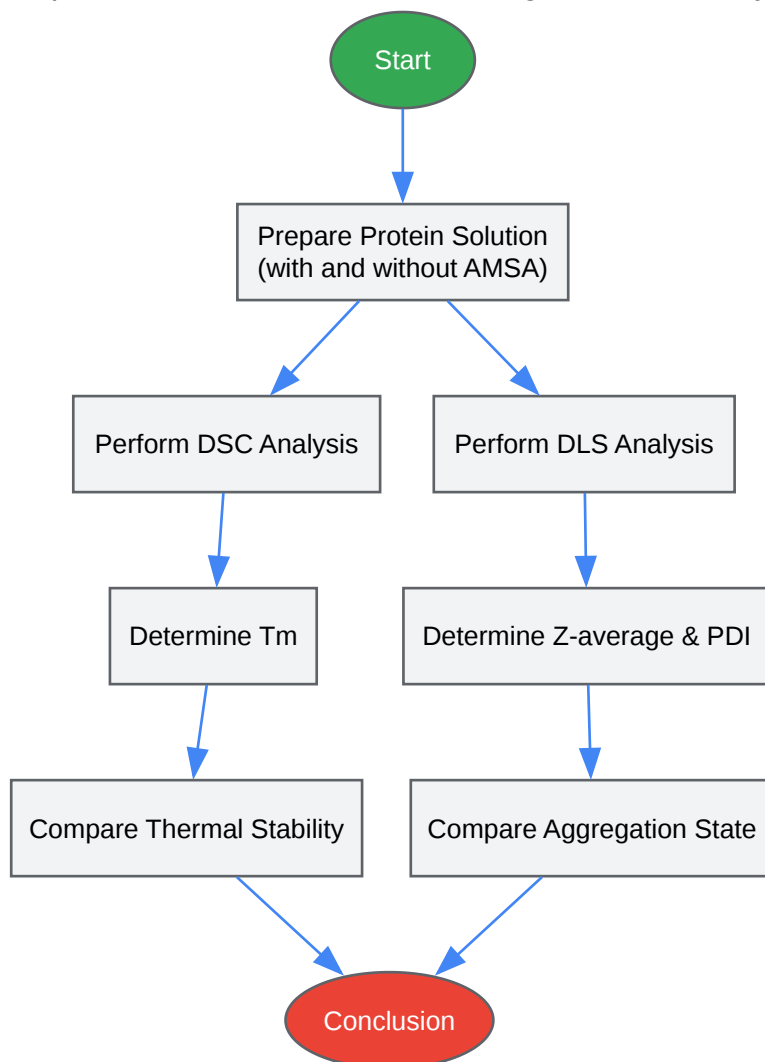 Start
Prepare Protein Solution
(with and without AMSA)
Perform DSC Analysis
Perform DLS Analysis
Determine Tm
Determine Z-average & PDI
Compare Thermal Stability
Compare Aggregation State
Conclusion